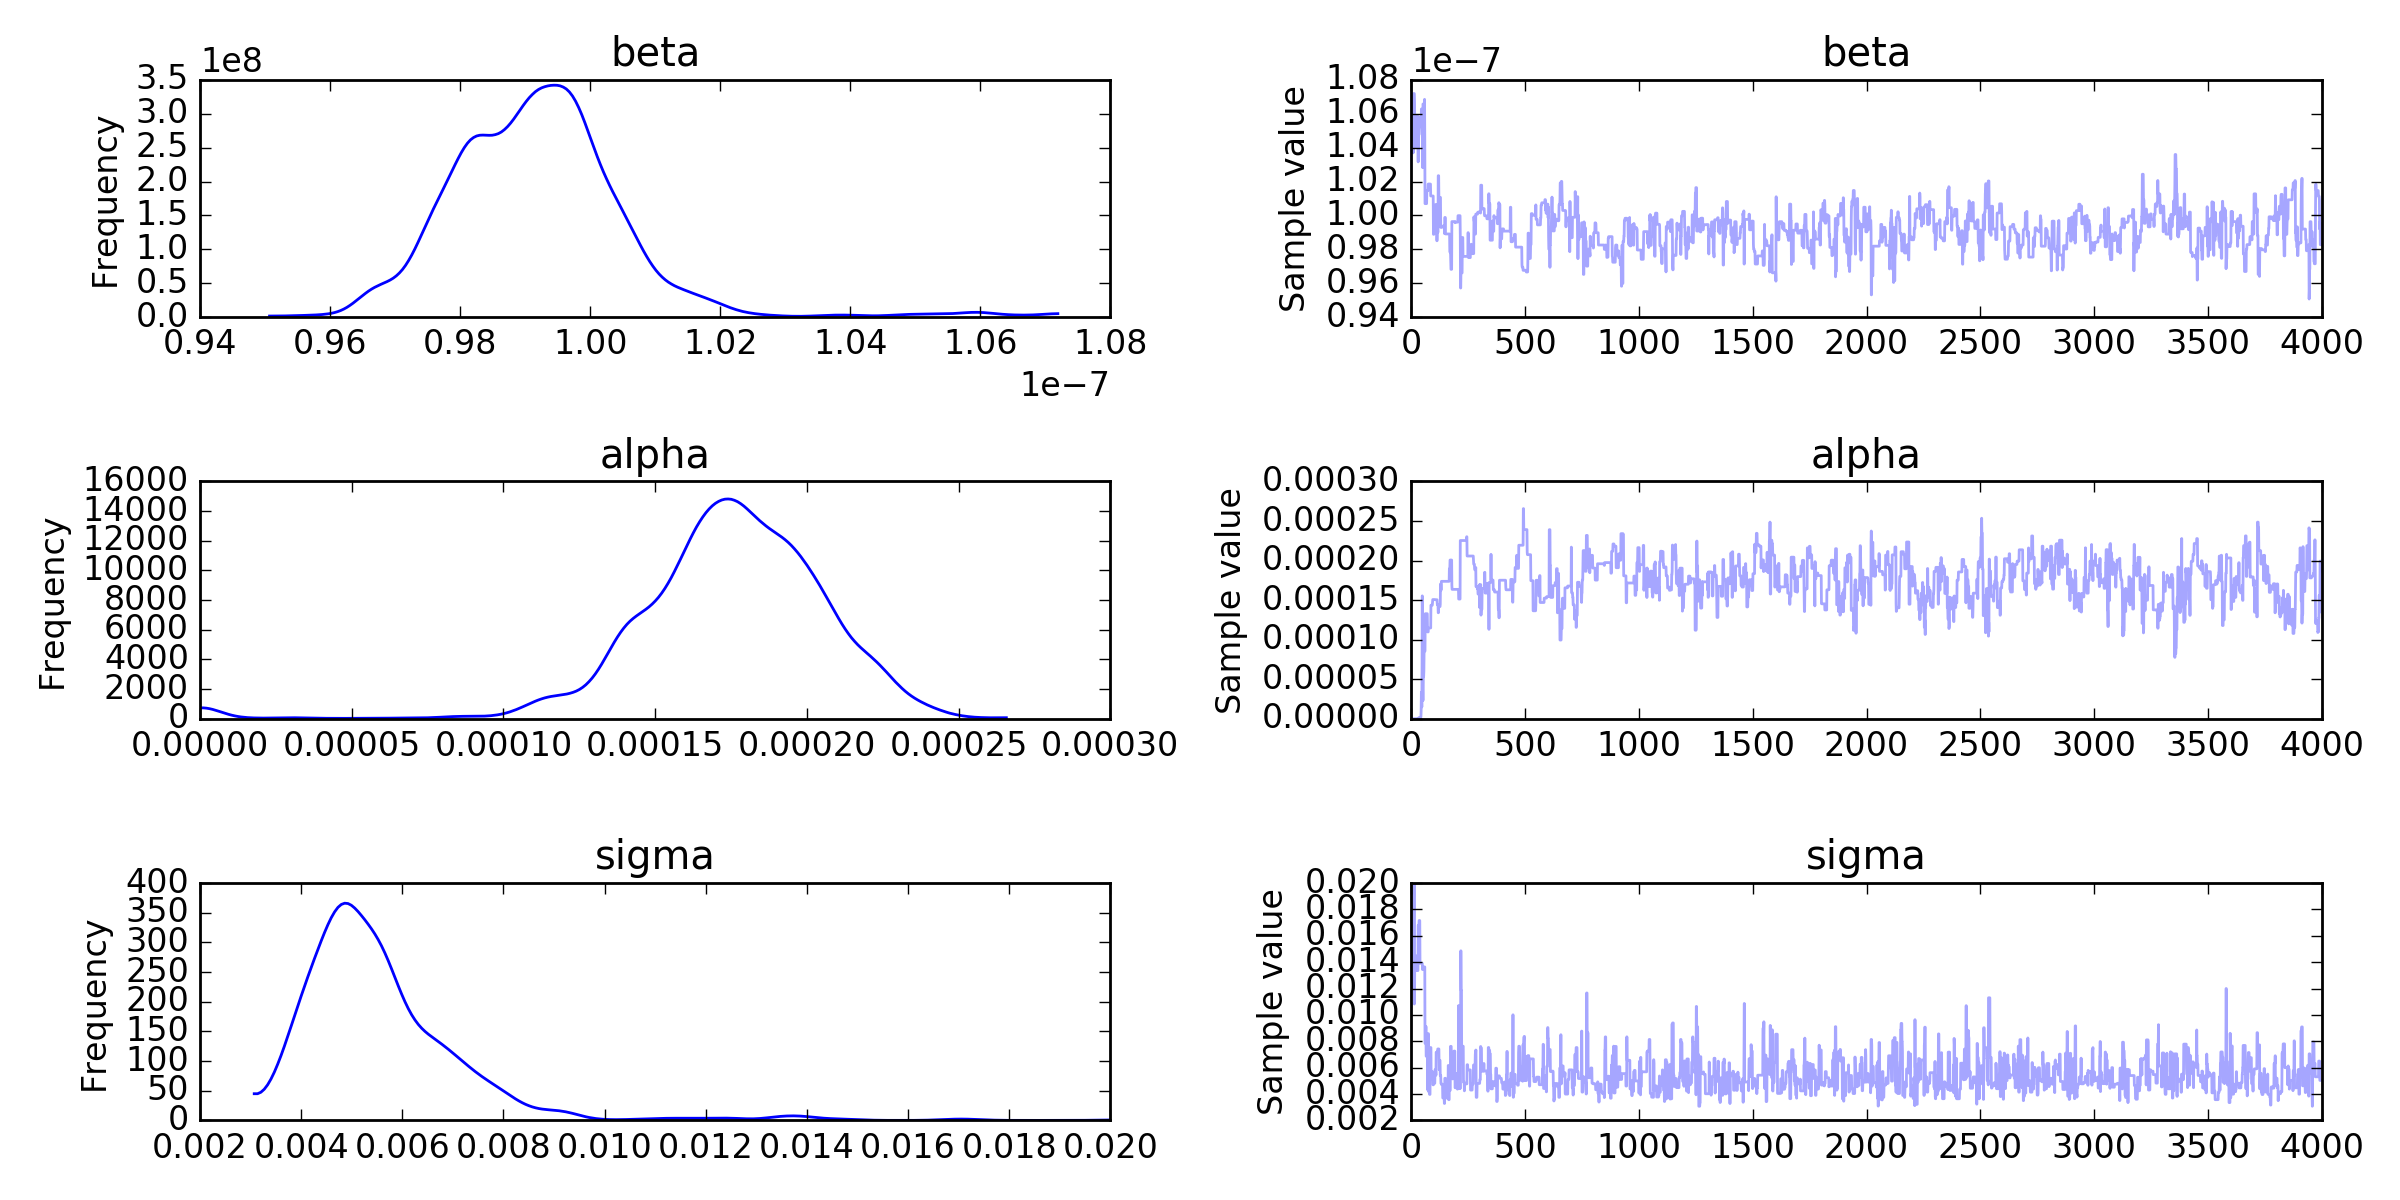 beta
1e8
3.5
3.0
2.5
2.0
1.5
1.0
0.5
0.0
Frequency
0.94 0.96 0.98 1.00 1.02 1.04 1.06 1.08
1e−7
beta
1e−7
1.08
1.06
1.04
1.02
1.00
0.98
0.96
0.94
Sample value
0 500 1000 1500 2000 2500 3000 3500 4000
alpha
16000
14000
12000
10000
8000
6000
4000
2000
0
Frequency
0.00000 0.00005 0.00010 0.00015 0.00020 0.00025 0.00030
alpha
0.00030
0.00025
0.00020
0.00015
0.00010
0.00005
0.00000
Sample value
0 500 1000 1500 2000 2500 3000 3500 4000
sigma
400
350
300
250
200
150
100
50
0
Frequency
0.002 0.004 0.006 0.008 0.010 0.012 0.014 0.016 0.018 0.020
sigma
0.020
0.018
0.016
0.014
0.012
0.010
0.008
0.006
0.004
0.002
Sample value
0 500 1000 1500 2000 2500 3000 3500 4000